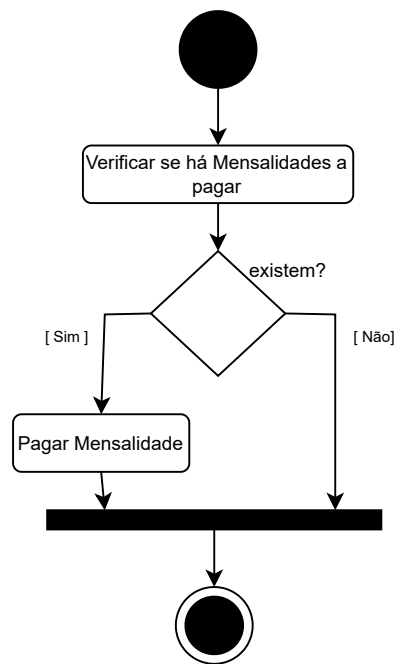 Verificar se há Mensalidades a
pagar
existem?
[ Sim ]
[ Não]
Pagar Mensalidade